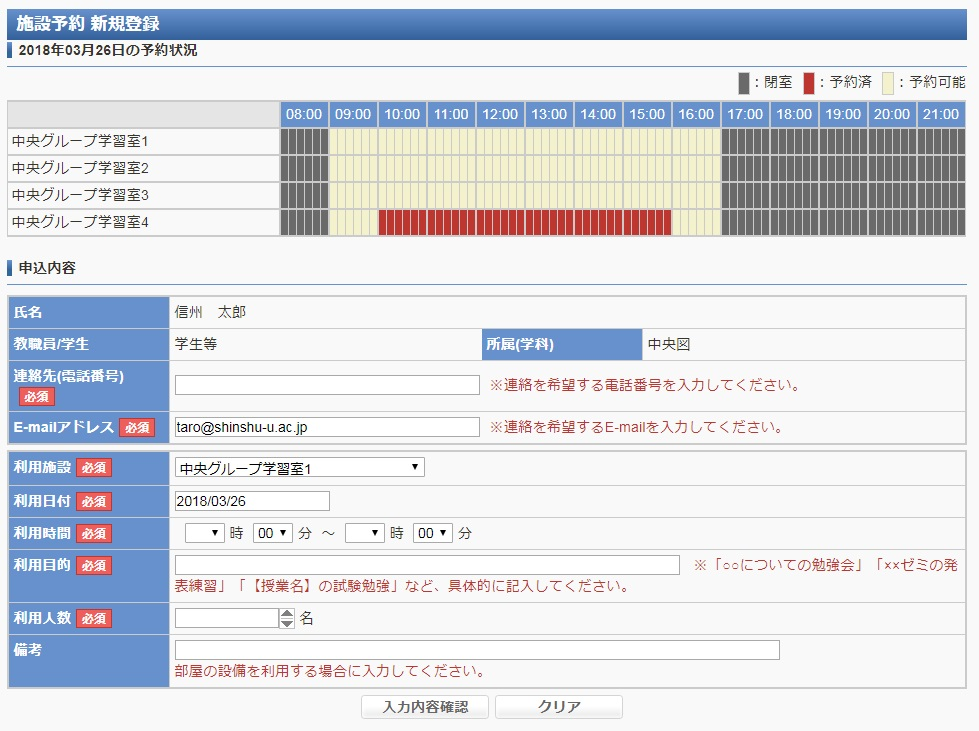 施設予約 新規登録
2018年03月26日の予約状況
：閉室 ：予約済 ：予約可能
08:00 09:00 10:00 11:00 12:00 13:00 14:00 15:00 16:00 17:00 18:00 19:00 20:00 21:00
中央グループ学習室1
中央グループ学習室2
中央グループ学習室3
中央グループ学習室4
申込内容
氏名 信州　太郎
教職員/学生 学生等 所属(学科) 中央図
連絡先(電話番号)
必須 ※連絡を希望する電話番号を入力してください。
E-mailアドレス 必須 taro@shinshu-u.ac.jp ※連絡を希望するE-mailを入力してください。
利用施設 必須 中央グループ学習室1
利用日付 必須 2018/03/26
利用時間 必須 時 00 分 ～ 時 00 分
利用目的 必須 ※「○○についての勉強会」「××ゼミの発
表練習」「【授業名】の試験勉強」など、具体的に記入してください。
利用人数 必須 名
備考
部屋の設備を利用する場合に入力してください。
入力内容確認 クリア